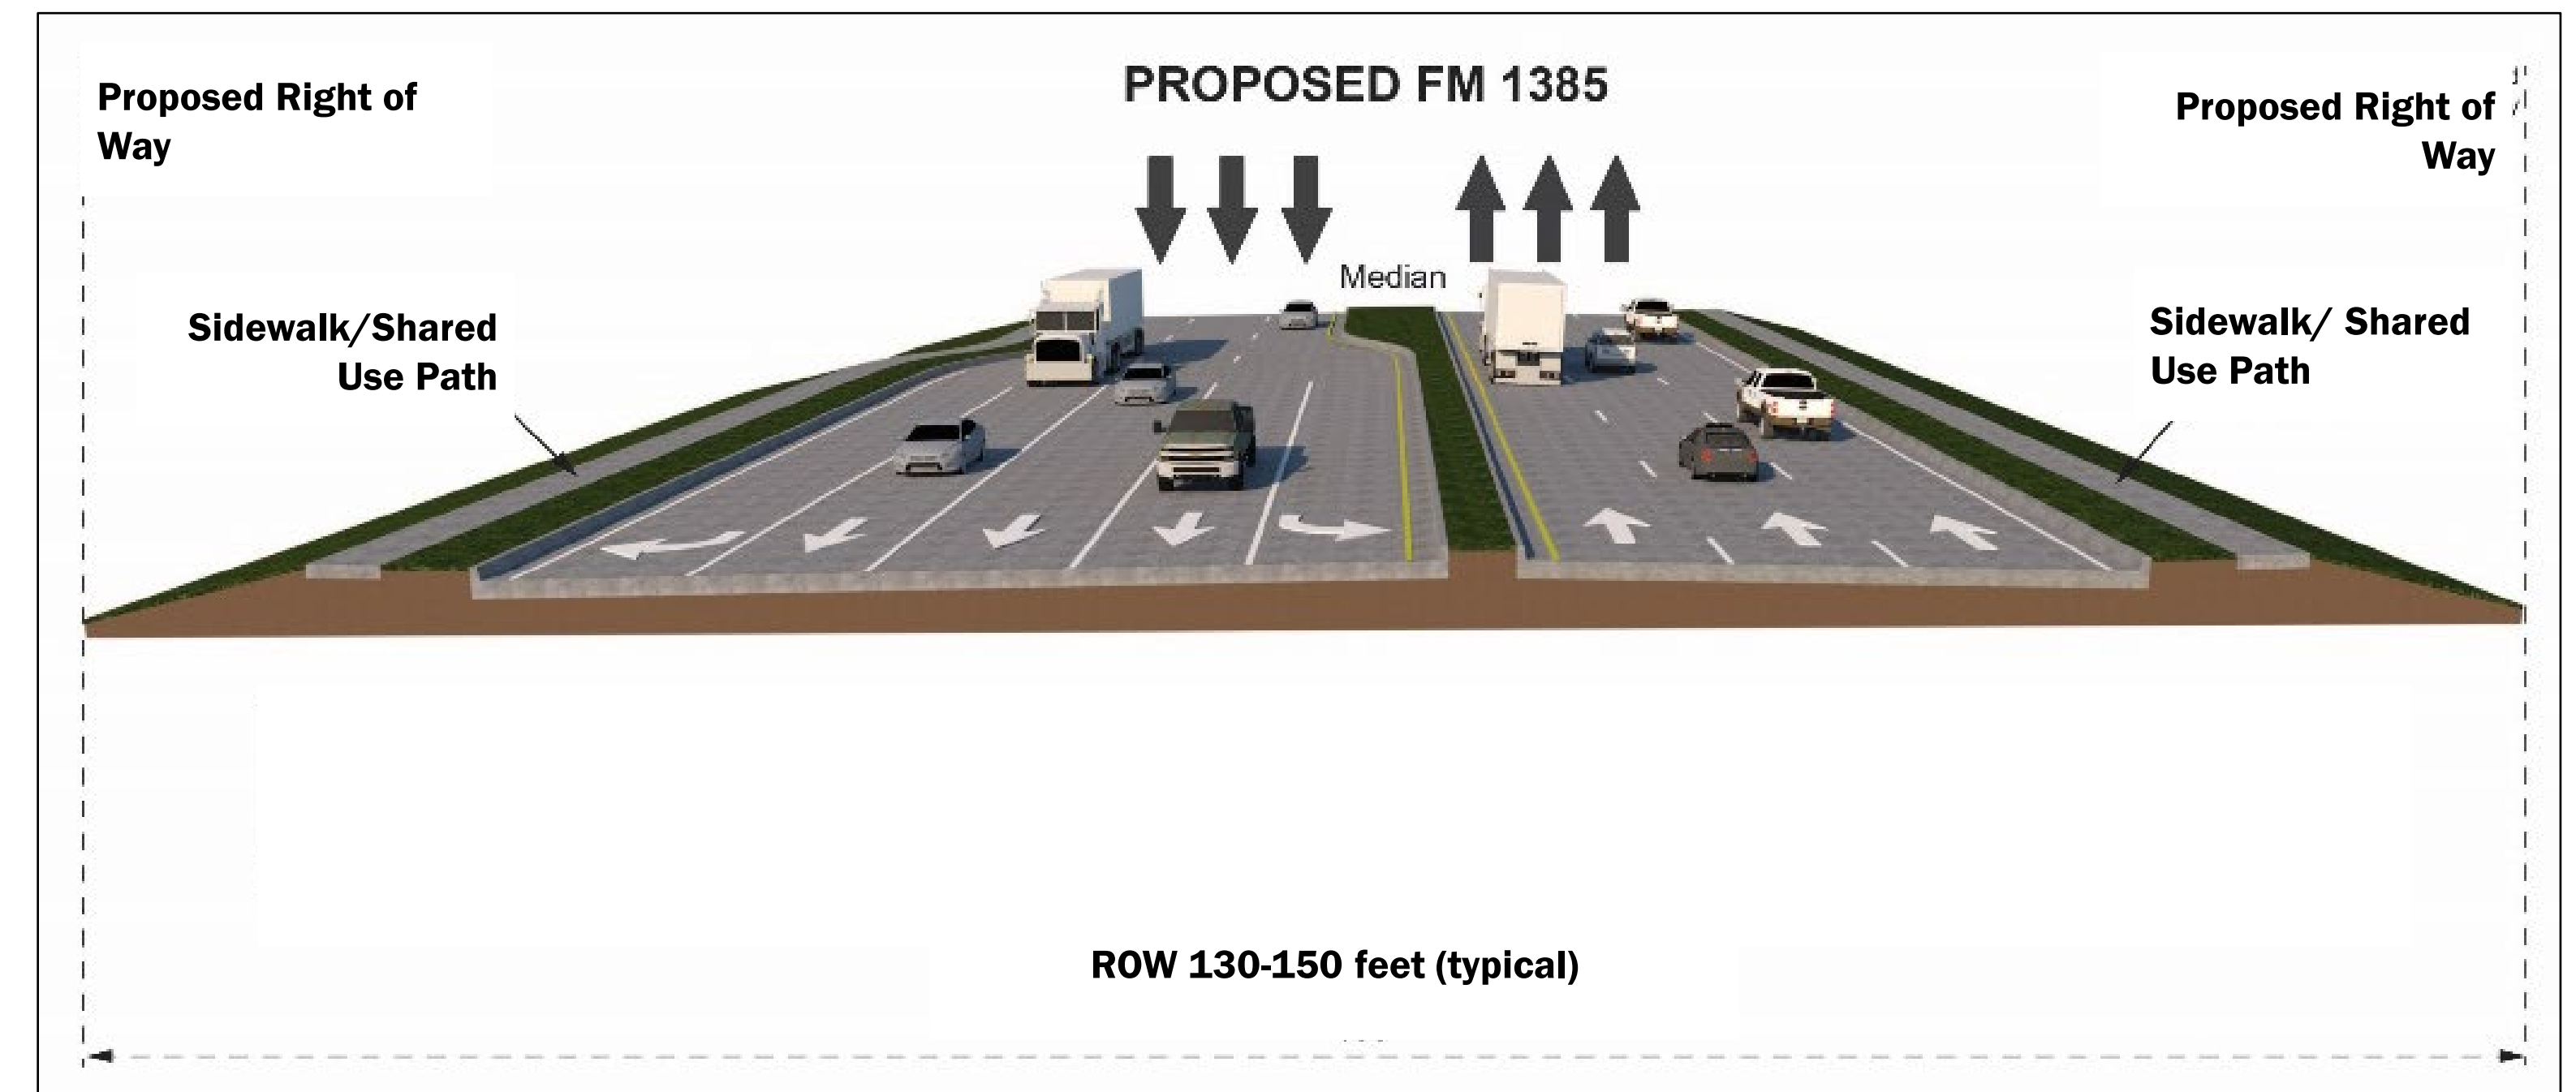 PROPOSED FM 1385
Proposed Right of
Way
Proposed Right of
Way
Median
Sidewalk/Shared
Use Path
Sidewalk/ Shared
Use Path
ROW 130-150 feet (typical)